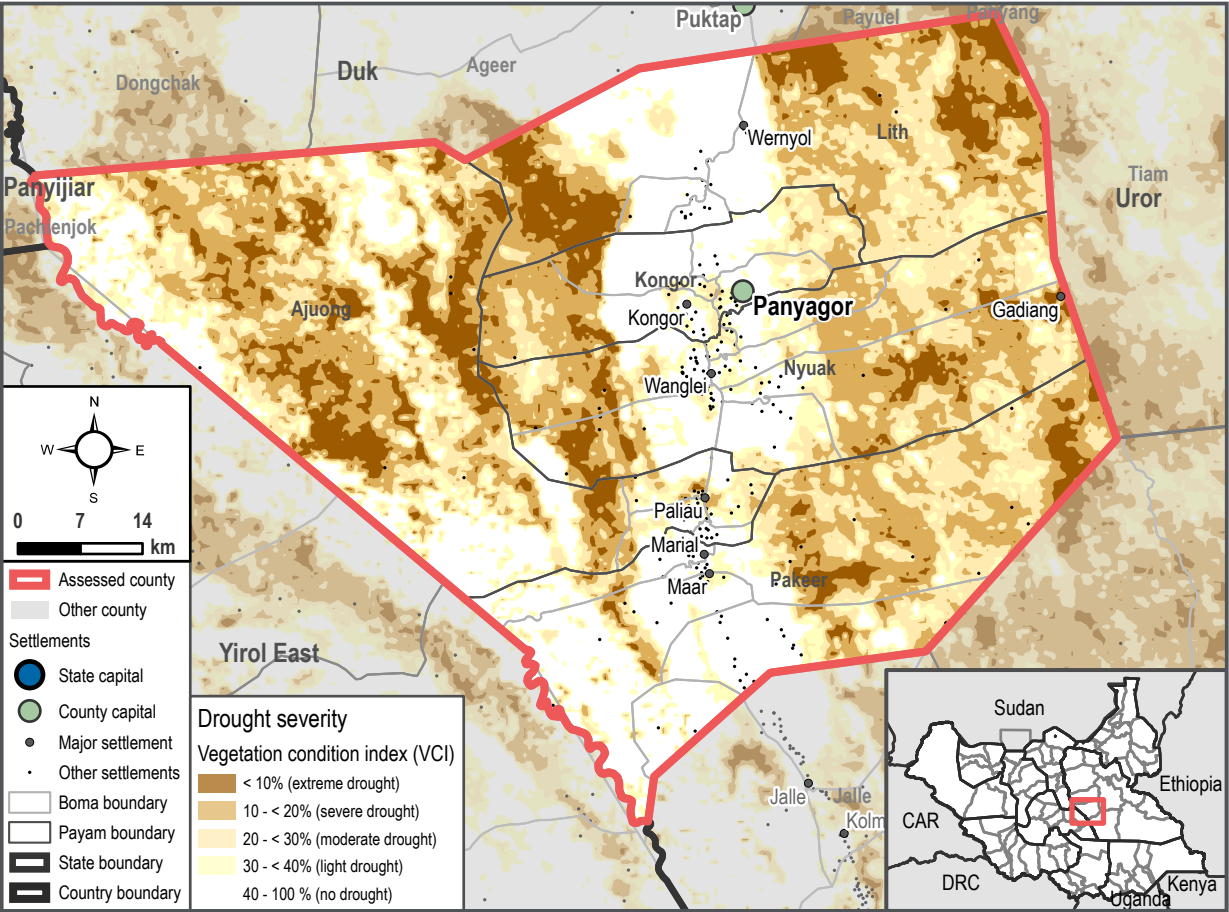 Puktap
Payuel
Panyang
Duk
Ageer
Dongchak
Wernyol
Lith
Tiam
Uror
Panyijiar
Pachienjok
Kongor
Panyagor
Kongor
Gadiang
Ajuong
Nyuak
Wanglei
Paliau
Marial
Maar
Pakeer
Yirol East
Jalle
Jalle
Kolm
N
W
E
S
0 7 14
km
Assessed county
Other county
Settlements
State capital
County capital
Major settlement
Other settlements
Boma boundary
Payam boundary
State boundary
Country boundary
Drought severity
Vegetation condition index (VCI)
< 10% (extreme drought)
10 - < 20% (severe drought)
20 - < 30% (moderate drought)
30 - < 40% (light drought)
40 - 100 % (no drought)
Sudan
Ethiopia
CAR
DRC
Kenya
Uganda